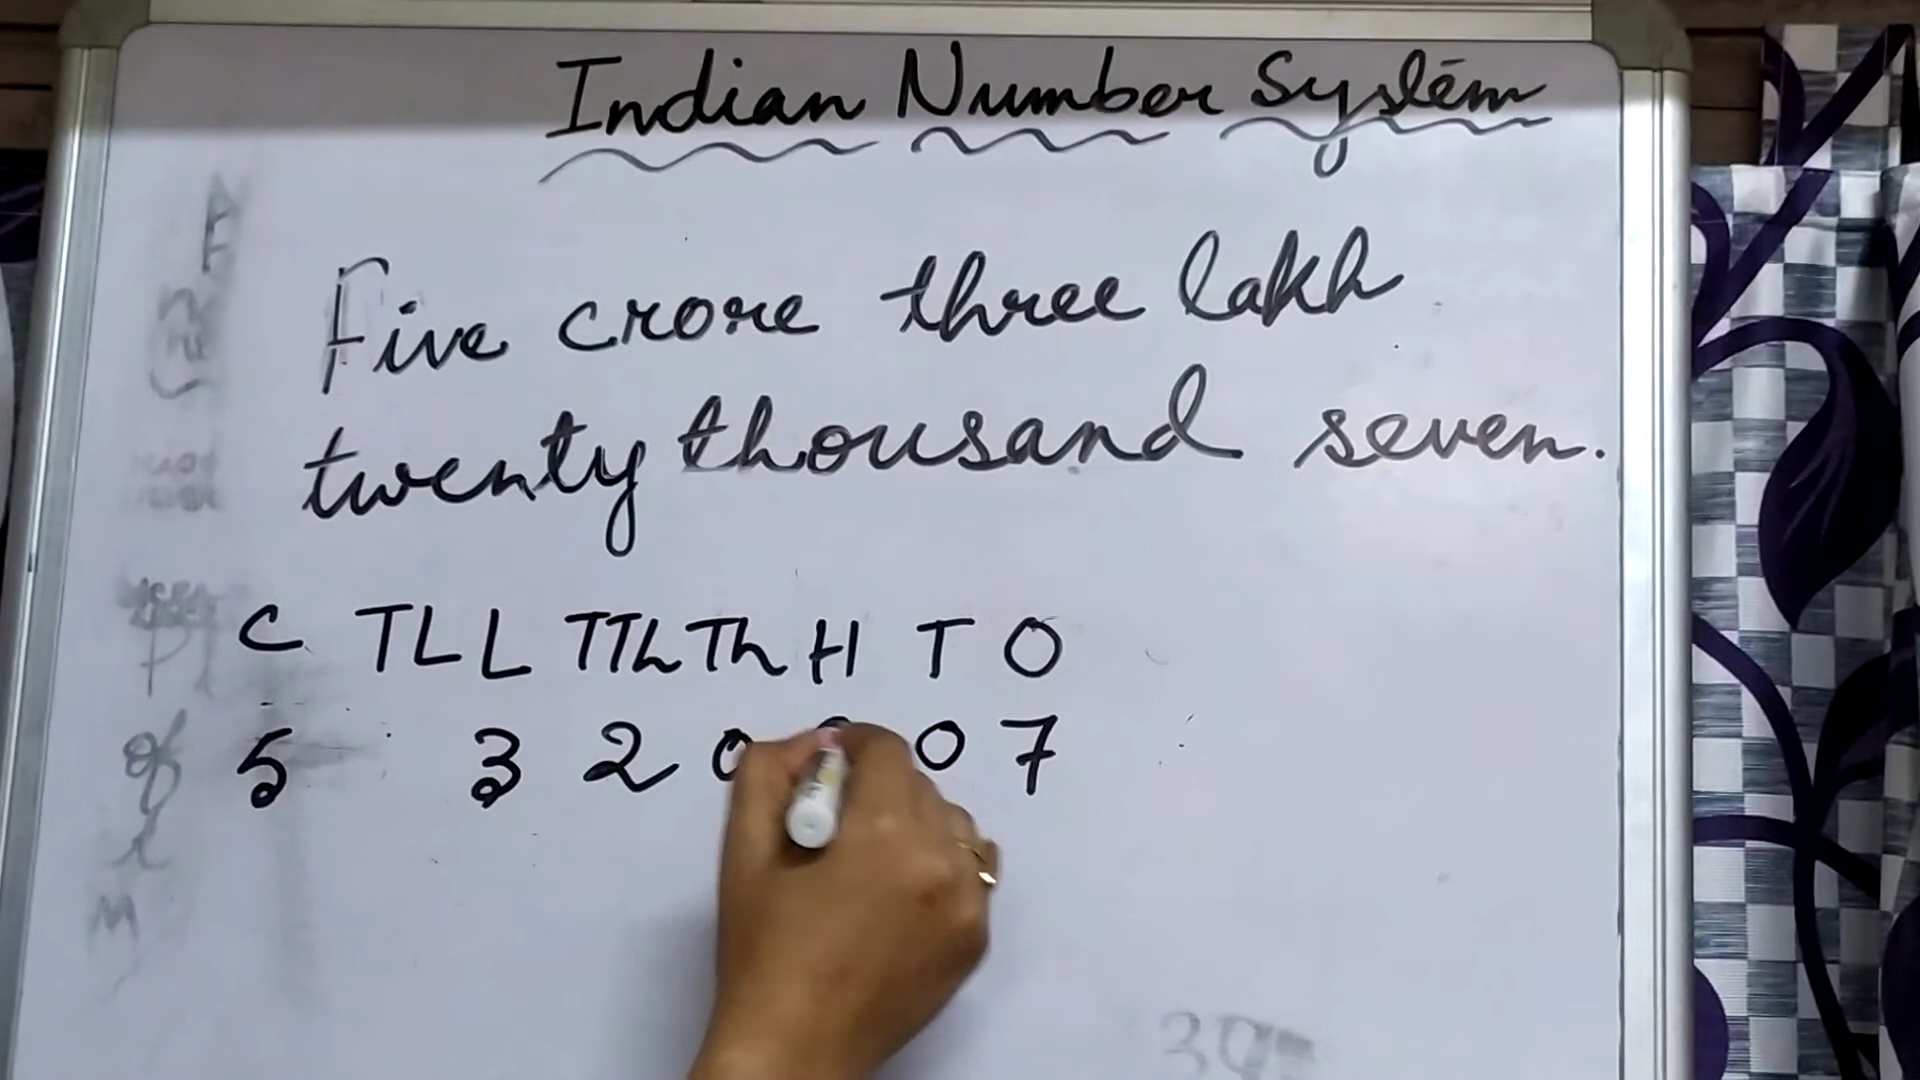 Indian Number System
Five crore three lakh
twenty thousand seven.
C TL L TTh Th H T O
5 3 2 0 0 0 7